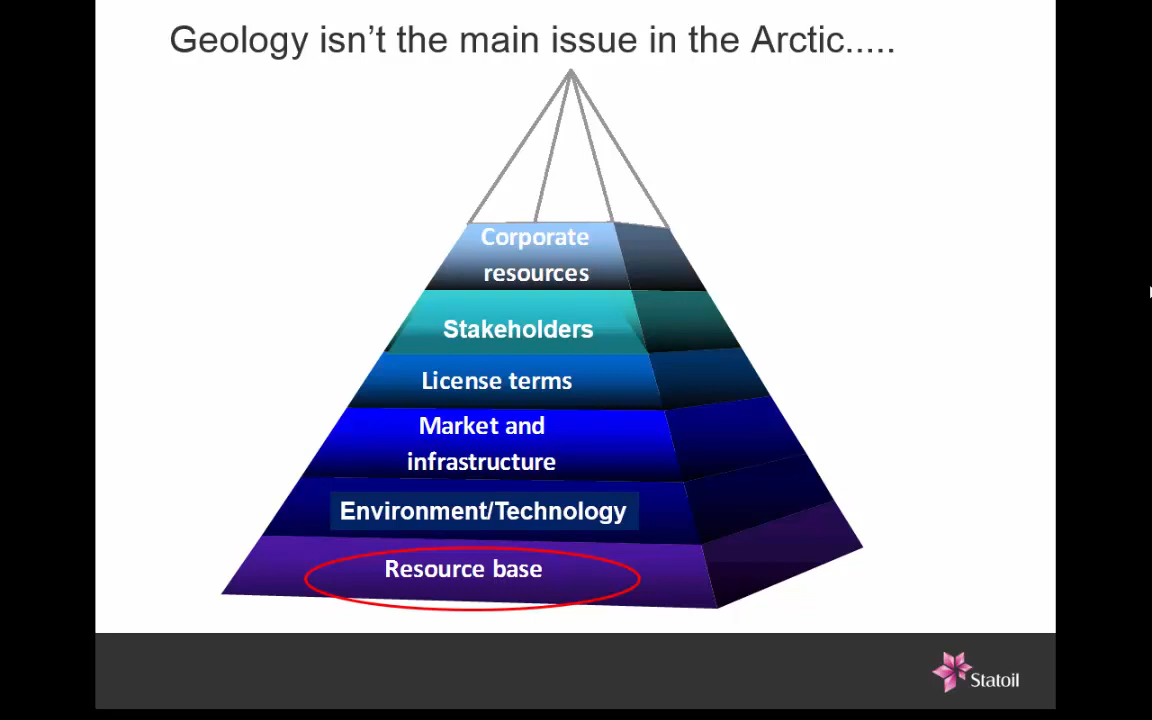 Geology isn’t the main issue in the Arctic.....
Corporate
resources
Stakeholders
License terms
Market and
infrastructure
Environment/Technology
Resource base
Statoil